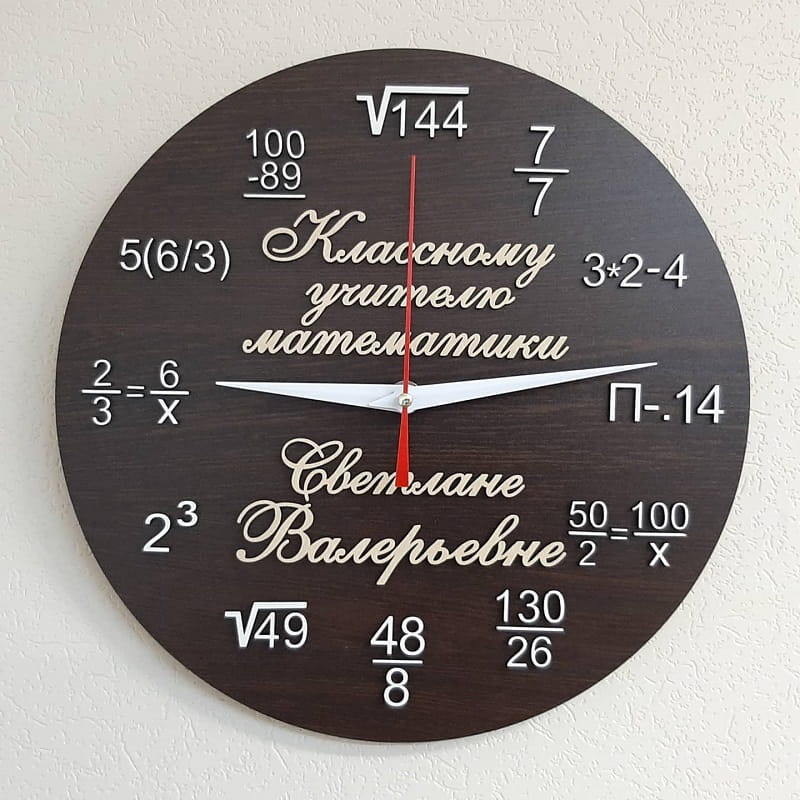 √144
7/7
3*2-4
П-.14
50/2=100/x
130/26
48/8
√49
2³
2/3=6/x
5(6/3)
100
-89
Классному
учителю
математики
Светлане
Валерьевне